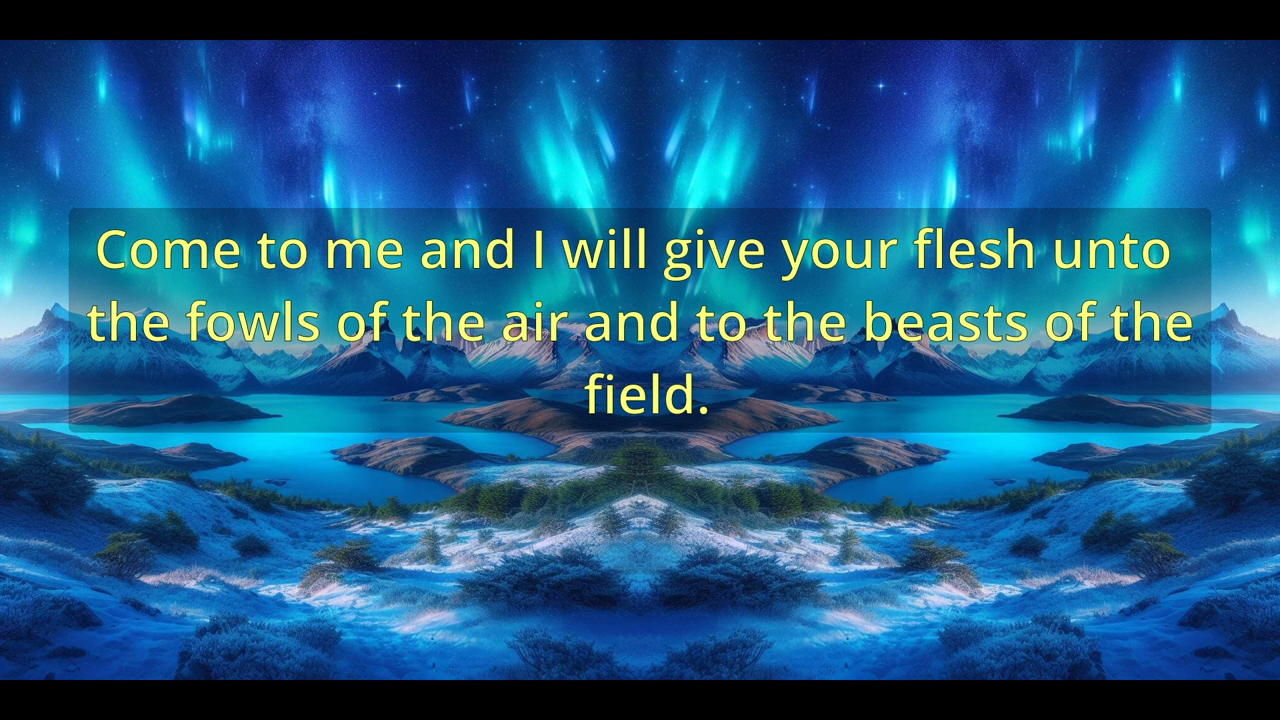 Come to me and I will give your flesh unto
the fowls of the air and to the beasts of the
field.